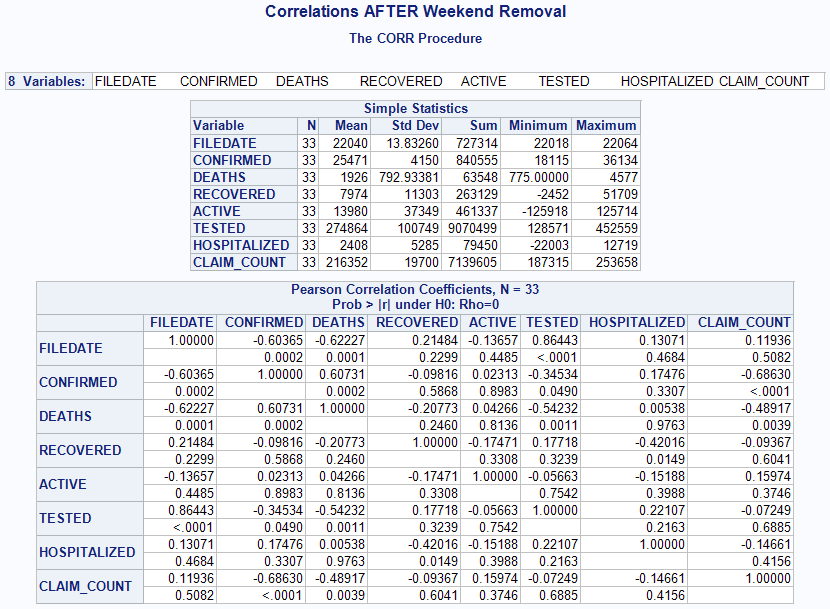 Correlations AFTER Weekend Removal
The CORR Procedure
8 Variables: FILEDATE CONFIRMED DEATHS RECOVERED ACTIVE TESTED HOSPITALIZED CLAIM_COUNT
Simple Statistics
Variable N Mean Std Dev Sum Minimum Maximum
FILEDATE 33 22040 13.83260 727314 22018 22064
CONFIRMED 33 25471 4150 840555 18115 36134
DEATHS 33 1926 792.93381 63548 775.00000 4577
RECOVERED 33 7974 11303 263129 -2452 51709
ACTIVE 33 13980 37349 461337 -125918 125714
TESTED 33 274864 100749 9070499 128571 452559
HOSPITALIZED 33 2408 5285 79450 -22003 12719
CLAIM_COUNT 33 216352 19700 7139605 187315 253658
Pearson Correlation Coefficients, N = 33
Prob > |r| under H0: Rho=0
FILEDATE CONFIRMED DEATHS RECOVERED ACTIVE TESTED HOSPITALIZED CLAIM_COUNT
FILEDATE 1.00000 -0.60365 -0.62227 0.21484 -0.13657 0.86443 0.13071 0.11936
0.0002 0.0001 0.2299 0.4485 <.0001 0.4684 0.5082
CONFIRMED -0.60365 1.00000 0.60731 -0.09816 0.02313 -0.34534 0.17476 -0.68630
0.0002 0.0002 0.5868 0.8983 0.0490 0.3307 <.0001
DEATHS -0.62227 0.60731 1.00000 -0.20773 0.04266 -0.54232 0.00538 -0.48917
0.0001 0.0002 0.2460 0.8136 0.0011 0.9763 0.0039
RECOVERED 0.21484 -0.09816 -0.20773 1.00000 -0.17471 0.17718 -0.42016 -0.09367
0.2299 0.5868 0.2460 0.3308 0.3239 0.0149 0.6041
ACTIVE -0.13657 0.02313 0.04266 -0.17471 1.00000 -0.05663 -0.15188 0.15974
0.4485 0.8983 0.8136 0.3308 0.7542 0.3988 0.3746
TESTED 0.86443 -0.34534 -0.54232 0.17718 -0.05663 1.00000 0.22107 -0.07249
<.0001 0.0490 0.0011 0.3239 0.7542 0.2163 0.6885
HOSPITALIZED 0.13071 0.17476 0.00538 -0.42016 -0.15188 0.22107 1.00000 -0.14661
0.4684 0.3307 0.9763 0.0149 0.3988 0.2163 0.4156
CLAIM_COUNT 0.11936 -0.68630 -0.48917 -0.09367 0.15974 -0.07249 -0.14661 1.00000
0.5082 <.0001 0.0039 0.6041 0.3746 0.6885 0.4156